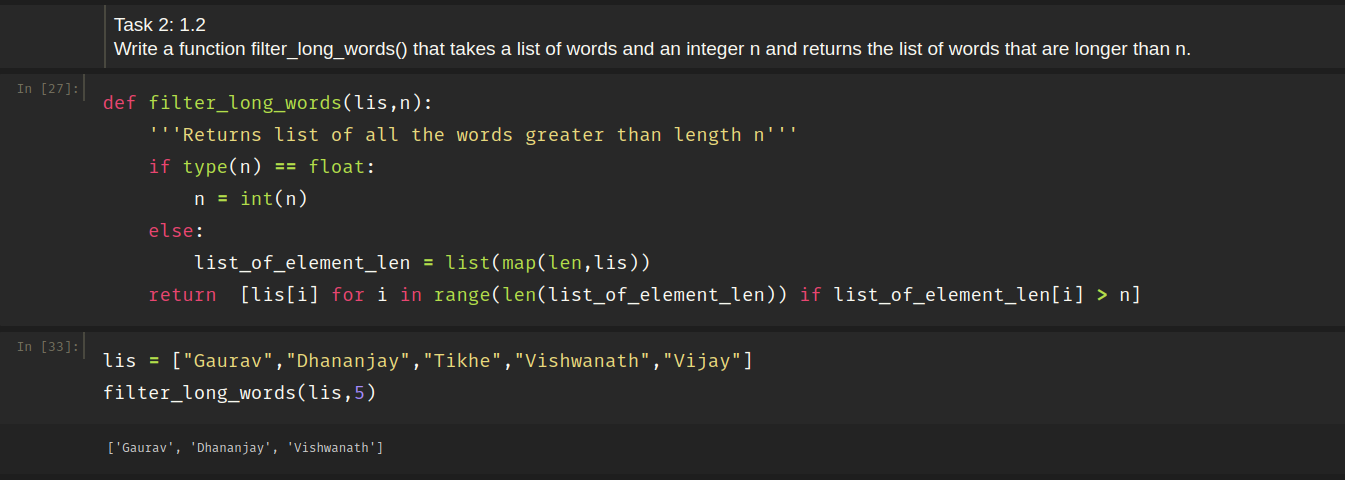 Task 2: 1.2
Write a function filter_long_words() that takes a list of words and an integer n and returns the list of words that are longer than n.
In [27]:
def filter_long_words(lis,n):
    '''Returns list of all the words greater than length n'''
    if type(n) == float:
        n = int(n)
    else:
        list_of_element_len = list(map(len,lis))
    return  [lis[i] for i in range(len(list_of_element_len)) if list_of_element_len[i] > n]
In [33]:
lis = ["Gaurav","Dhananjay","Tikhe","Vishwanath","Vijay"]
filter_long_words(lis,5)
['Gaurav', 'Dhananjay', 'Vishwanath']